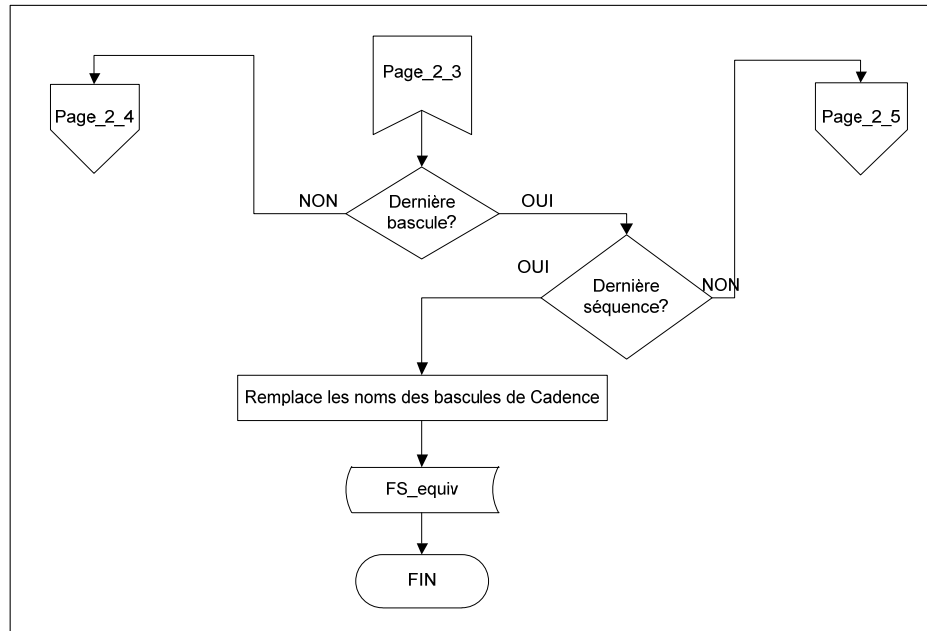 Page_2_3
Page_2_4
Page_2_5
NON
Dernière
bascule?
OUI
OUI
Dernière
séquence?
NON
Remplace les noms des bascules de Cadence
FS_equiv
FIN